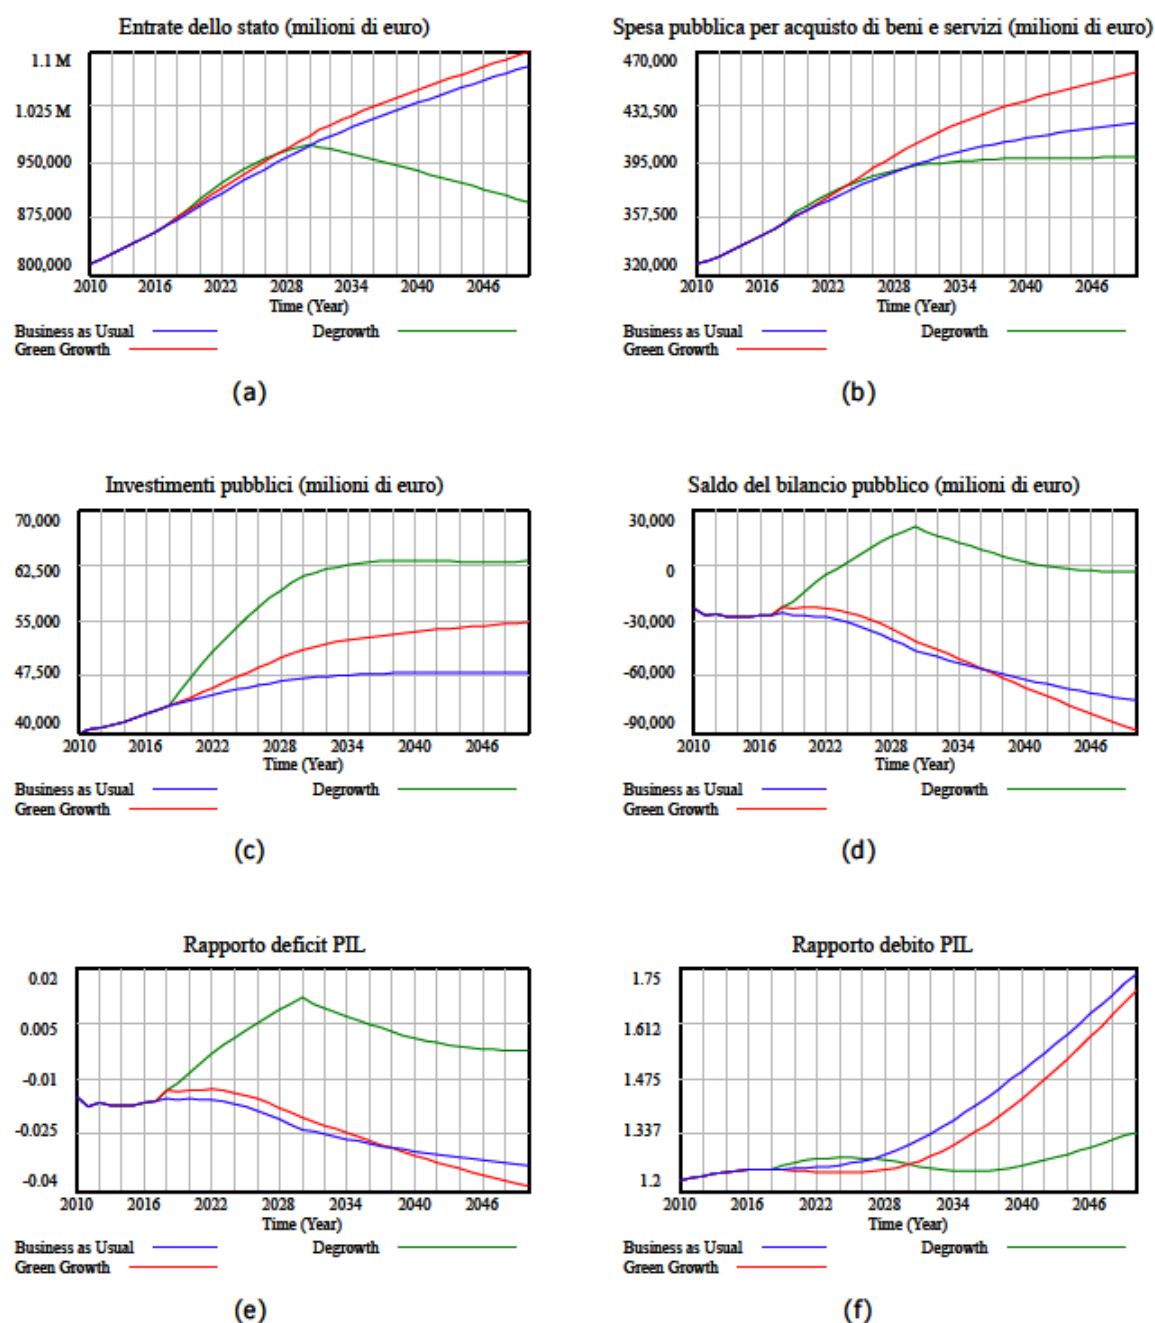 Entrate dello stato (milioni di euro)
1.1 M
1.025 M
950,000
875,000
800,000
2010 2016 2022 2028 2034 2040 2046
Time (Year)
Business as Usual Degrowth
Green Growth
(a)
Spesa pubblica per acquisto di beni e servizi (milioni di euro)
470,000
432,500
395,000
357,500
320,000
2010 2016 2022 2028 2034 2040 2046
Time (Year)
Business as Usual Degrowth
Green Growth
(b)
Investimenti pubblici (milioni di euro)
70,000
62,500
55,000
47,500
40,000
2010 2016 2022 2028 2034 2040 2046
Time (Year)
Business as Usual Degrowth
Green Growth
(c)
Saldo del bilancio pubblico (milioni di euro)
30,000
0
-30,000
-60,000
-90,000
2010 2016 2022 2028 2034 2040 2046
Time (Year)
Business as Usual Degrowth
Green Growth
(d)
Rapporto deficit PIL
0.02
0.005
-0.01
-0.025
-0.04
2010 2016 2022 2028 2034 2040 2046
Time (Year)
Business as Usual Degrowth
Green Growth
(e)
Rapporto debito PIL
1.75
1.612
1.475
1.337
1.2
2010 2016 2022 2028 2034 2040 2046
Time (Year)
Business as Usual Degrowth
Green Growth
(f)